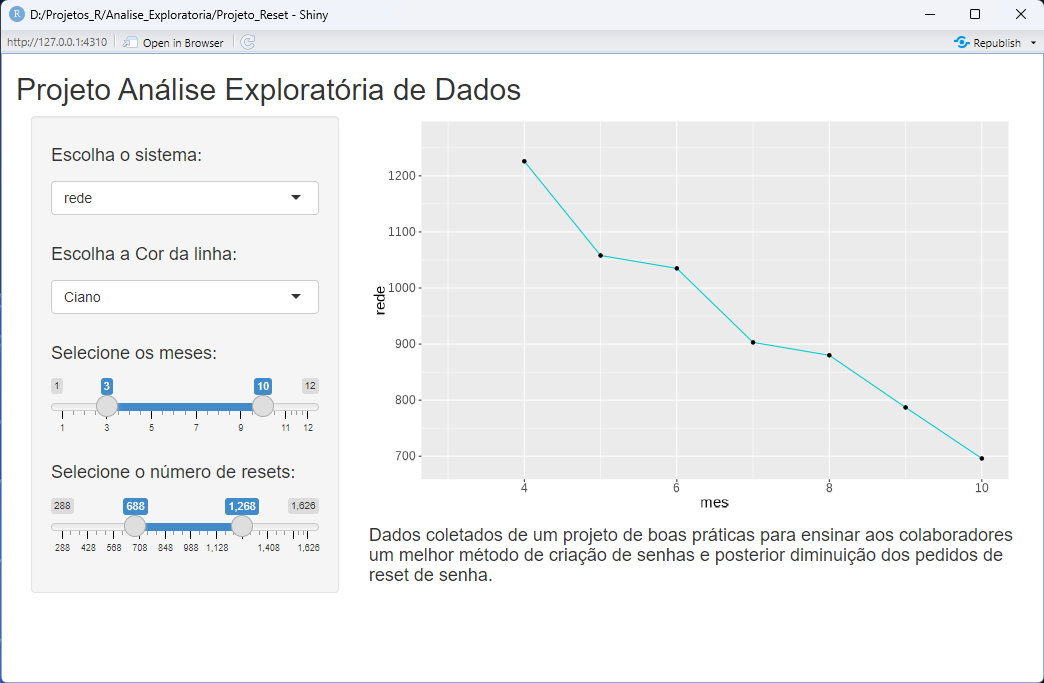 R D:/Projetos_R/Analise_Exploratoria/Projeto_Reset - Shiny
http://127.0.0.1:4310 Open in Browser Republish
Projeto Análise Exploratória de Dados
Escolha o sistema:
rede
Escolha a Cor da linha:
Ciano
Selecione os meses:
1 3 10 12
1 3 5 7 9 11 12
Selecione o número de resets:
288 688 1,268 1,626
288 428 568 708 848 988 1,128 1,408 1,626
rede
1200
1100
1000
900
800
700
4 6 8 10
mes
Dados coletados de um projeto de boas práticas para ensinar aos colaboradores
um melhor método de criação de senhas e posterior diminuição dos pedidos de
reset de senha.